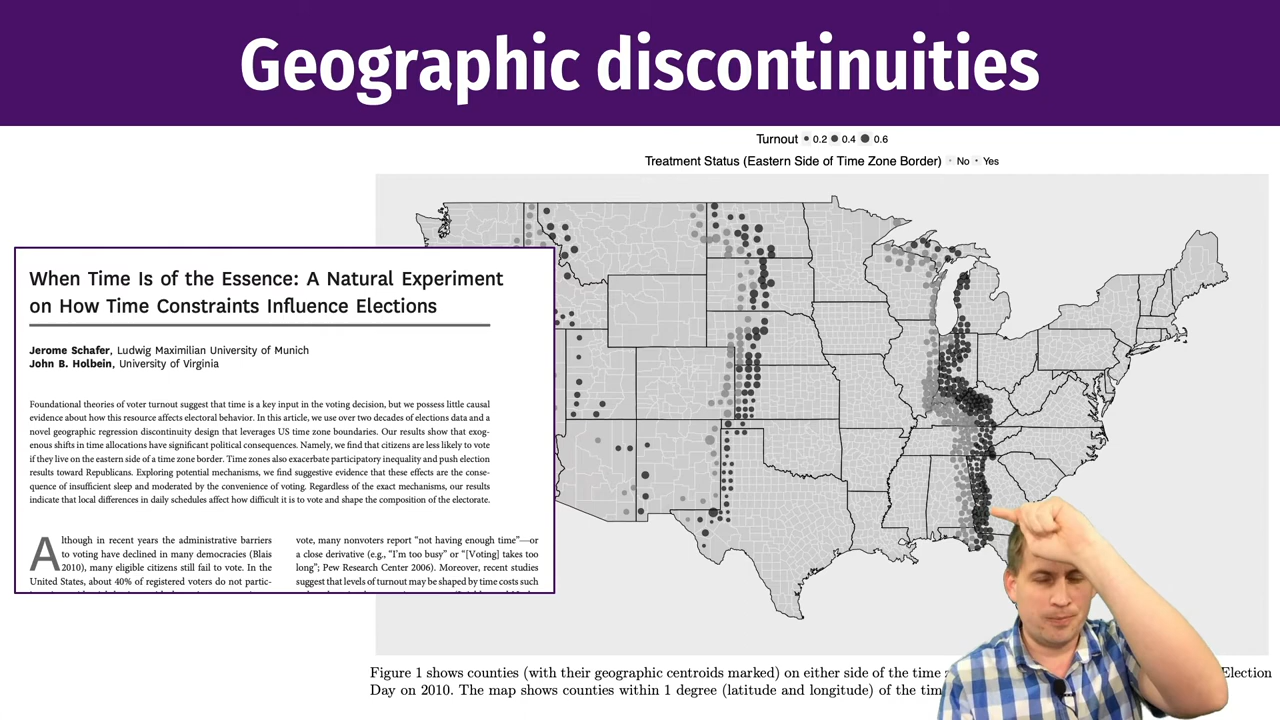 Geographic discontinuities
Turnout 0.2 0.4 0.6
Treatment Status (Eastern Side of Time Zone Border) No Yes
When Time Is of the Essence: A Natural Experiment
on How Time Constraints Influence Elections
Jerome Schafer, Ludwig Maximilian University of Munich
John B. Holbein, University of Virginia
Foundational theories of voter turnout suggest that time is a key input in the voting decision, but we possess little causal
evidence about how this resource affects electoral behavior. In this article, we use over two decades of elections data and a
novel geographic regression discontinuity design that leverages US time zone boundaries. Our results show that exog-
enous shifts in time allocations have significant political consequences. Namely, we find that citizens are less likely to vote
if they live on the eastern side of a time zone border. Time zones also exacerbate participatory inequality and push election
results toward Republicans. Exploring potential mechanisms, we find suggestive evidence that these effects are the conse-
quence of insufficient sleep and moderated by the convenience of voting. Regardless of the exact mechanisms, our results
indicate that local differences in daily schedules affect how difficult it is to vote and shape the composition of the electorate.
Although in recent years the administrative barriers
to voting have declined in many democracies (Blais
2010), many eligible citizens still fail to vote. In the
United States, about 40% of registered voters do not partic-
vote, many nonvoters report “not having enough time”—or
a close derivative (e.g., “I’m too busy” or “[Voting] takes too
long”; Pew Research Center 2006). Moreover, recent studies
suggest that levels of turnout may be shaped by time costs such
Figure 1 shows counties (with their geographic centroids marked) on either side of the time Election
Day on 2010. The map shows counties within 1 degree (latitude and longitude) of the